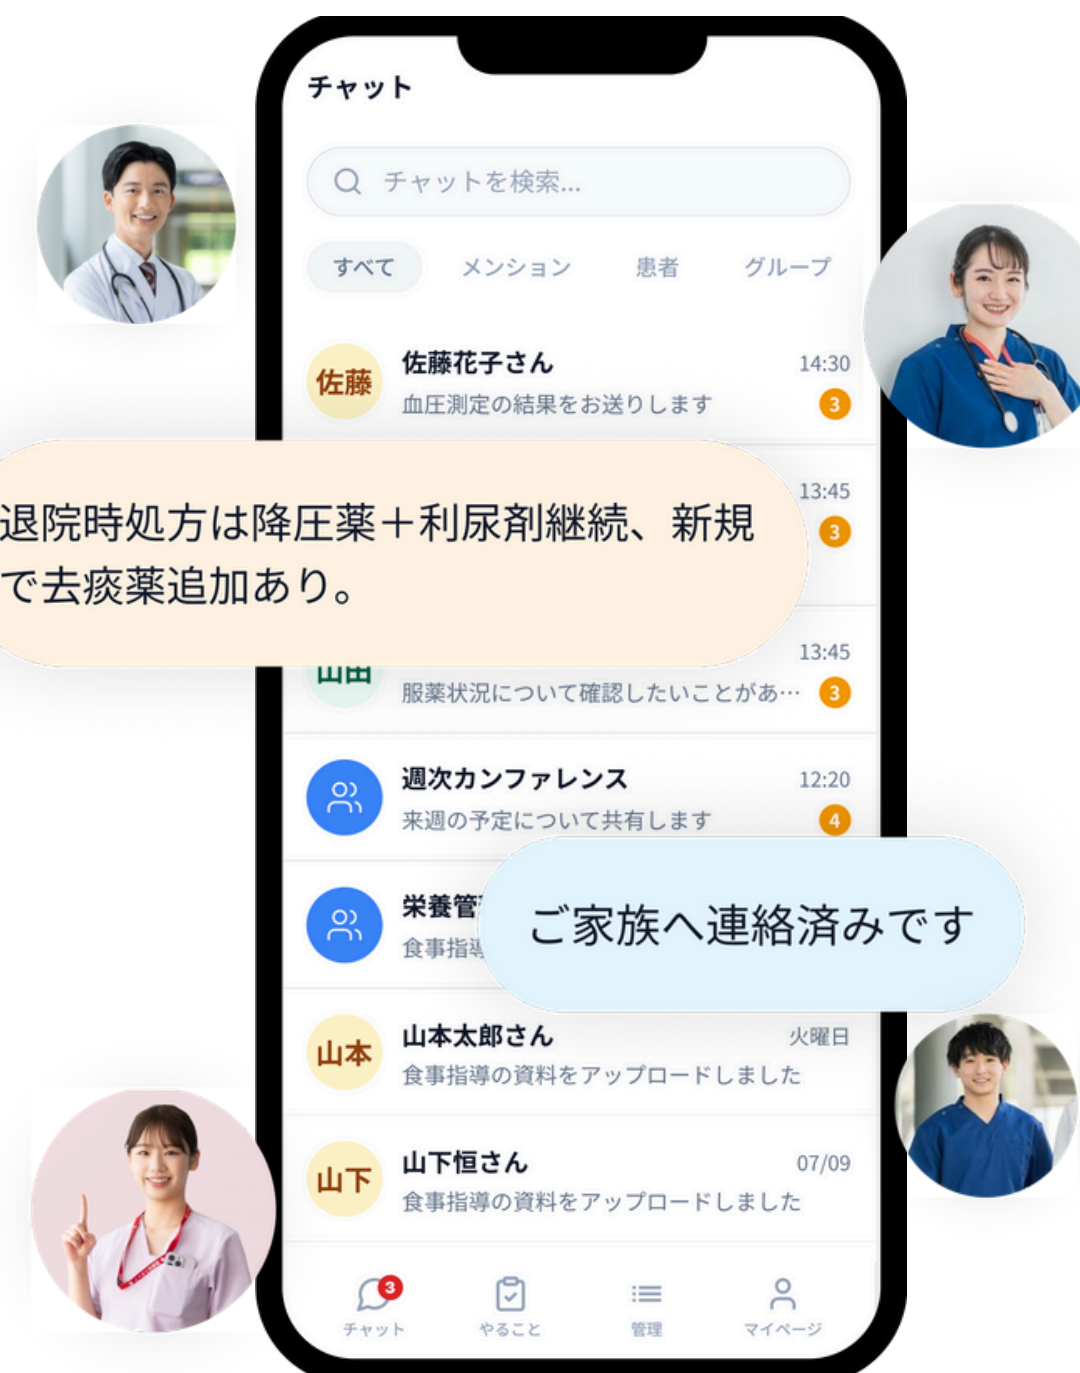 チャット
チャットを検索...
すべて メンション 患者 グループ
佐藤
佐藤花子さん
14:30
血圧測定の結果をお送りします
3
13:45
3
退院時処方は降圧薬＋利尿剤継続、新規
で去痰薬追加あり。
山田
13:45
服薬状況について確認したいことがあ…
3
週次カンファレンス
12:20
来週の予定について共有します
4
栄養管
食事指導
ご家族へ連絡済みです
山本
山本太郎さん
火曜日
食事指導の資料をアップロードしました
山下
山下恒さん
07/09
食事指導の資料をアップロードしました
3
チャット やること 管理 マイページ